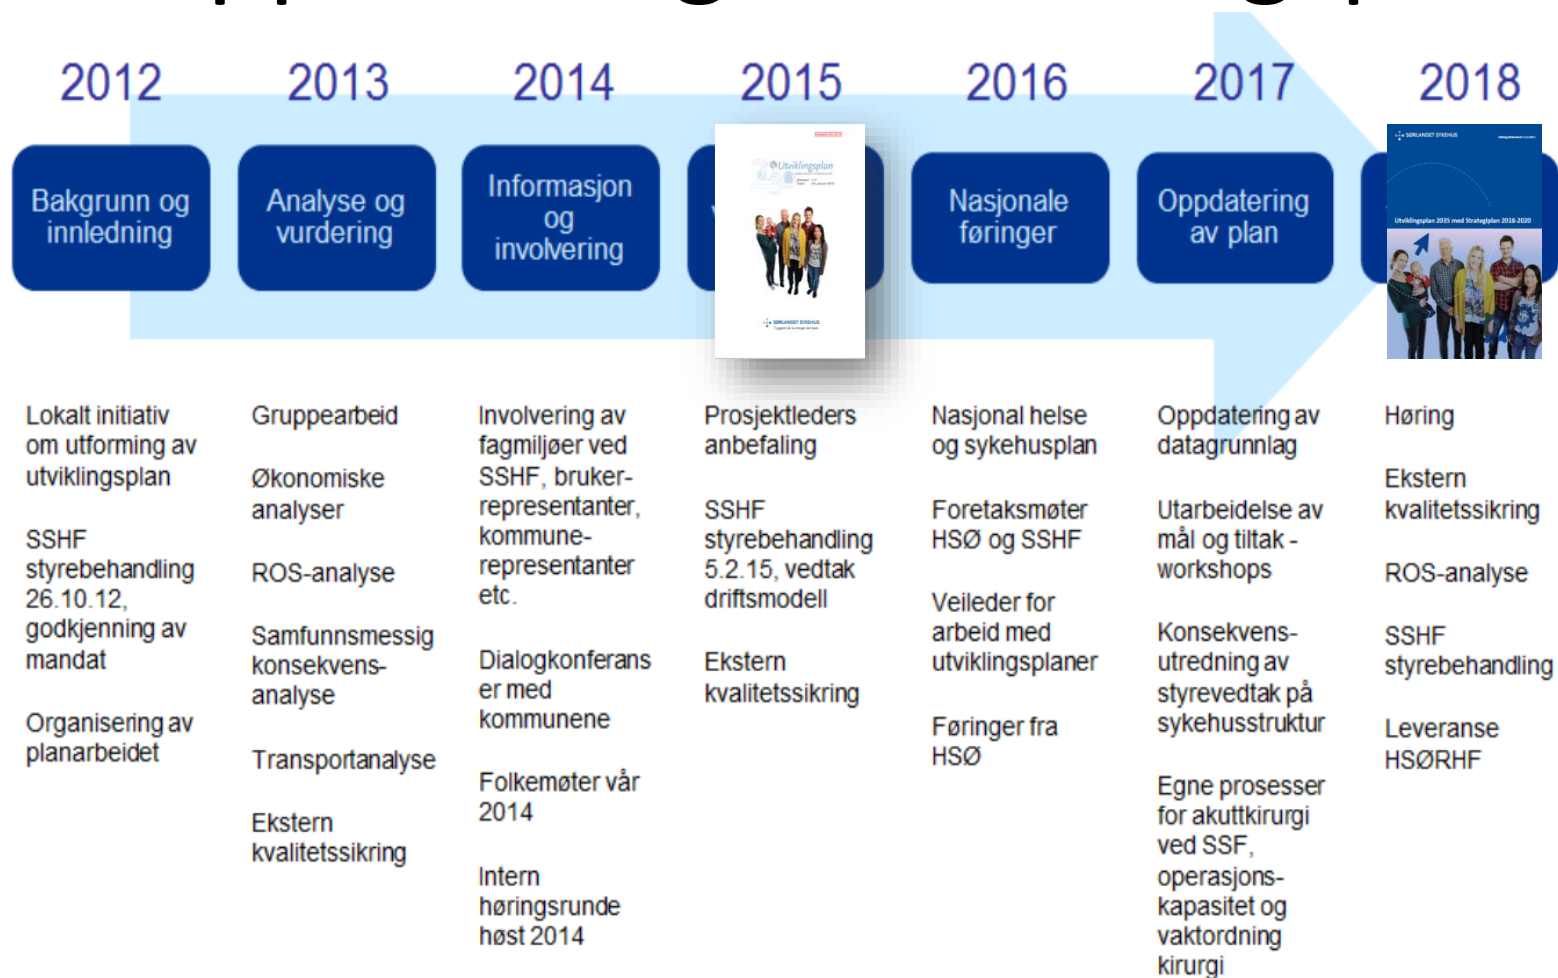 2012
2013
2014
2015
2016
2017
2018
Bakgrunn og
innledning
Analyse og
vurdering
Informasjon
og
involvering
Utviklingsplan
SØRLANDET SYKEHUS
Nasjonale
føringer
Oppdatering
av plan
SØRLANDET SYKEHUS
Utviklingsplan 2035 med Strategiplan 2018-2020
Lokalt initiativ
om utforming av
utviklingsplan
SSHF
styrebehandling
26.10.12,
godkjenning av
mandat
Organisering av
planarbeidet
Gruppearbeid
Økonomiske
analyser
ROS-analyse
Samfunnsmessig
konsekvens-
analyse
Transportanalyse
Ekstern
kvalitetssikring
Involvering av
fagmiljøer ved
SSHF, bruker-
representanter,
kommune-
representanter
etc.
Dialogkonferans
er med
kommunene
Folkemøter vår
2014
Intern
høringsrunde
høst 2014
Prosjektleders
anbefaling
SSHF
styrebehandling
5.2.15, vedtak
driftsmodell
Ekstern
kvalitetssikring
Nasjonal helse
og sykehusplan
Foretaksmøter
HSØ og SSHF
Veileder for
arbeid med
utviklingsplaner
Føringer fra
HSØ
Oppdatering av
datagrunnlag
Utarbeidelse av
mål og tiltak -
workshops
Konsekvens-
utredning av
styrevedtak på
sykehusstruktur
Egne prosesser
for akuttkirurgi
ved SSF,
operasjons-
kapasitet og
vaktordning
kirurgi
Høring
Ekstern
kvalitetssikring
ROS-analyse
SSHF
styrebehandling
Leveranse
HSØRHF